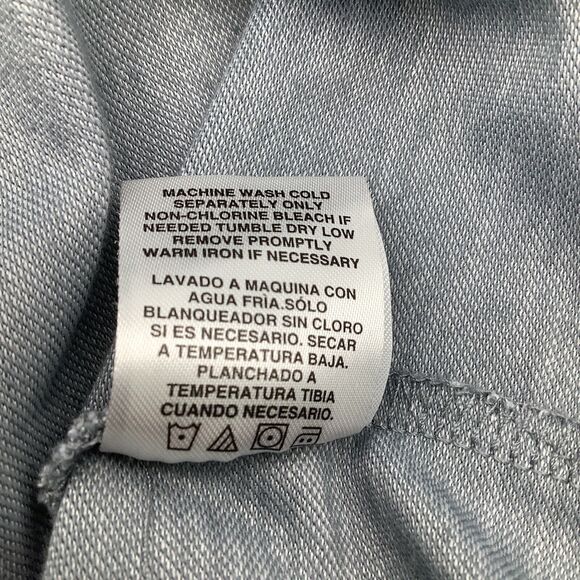 MACHINE WASH COLD
SEPARATELY ONLY
NON-CHLORINE BLEACH IF
NEEDED TUMBLE DRY LOW
REMOVE PROMPTLY
WARM IRON IF NECESSARY
LAVADO A MAQUINA CON
AGUA FRÌA.SÓLO
BLANQUEADOR SIN CLORO
SI ES NECESARIO. SECAR
A TEMPERATURA BAJA.
PLANCHADO A
TEMPERATURA TIBIA
CUANDO NECESARIO.